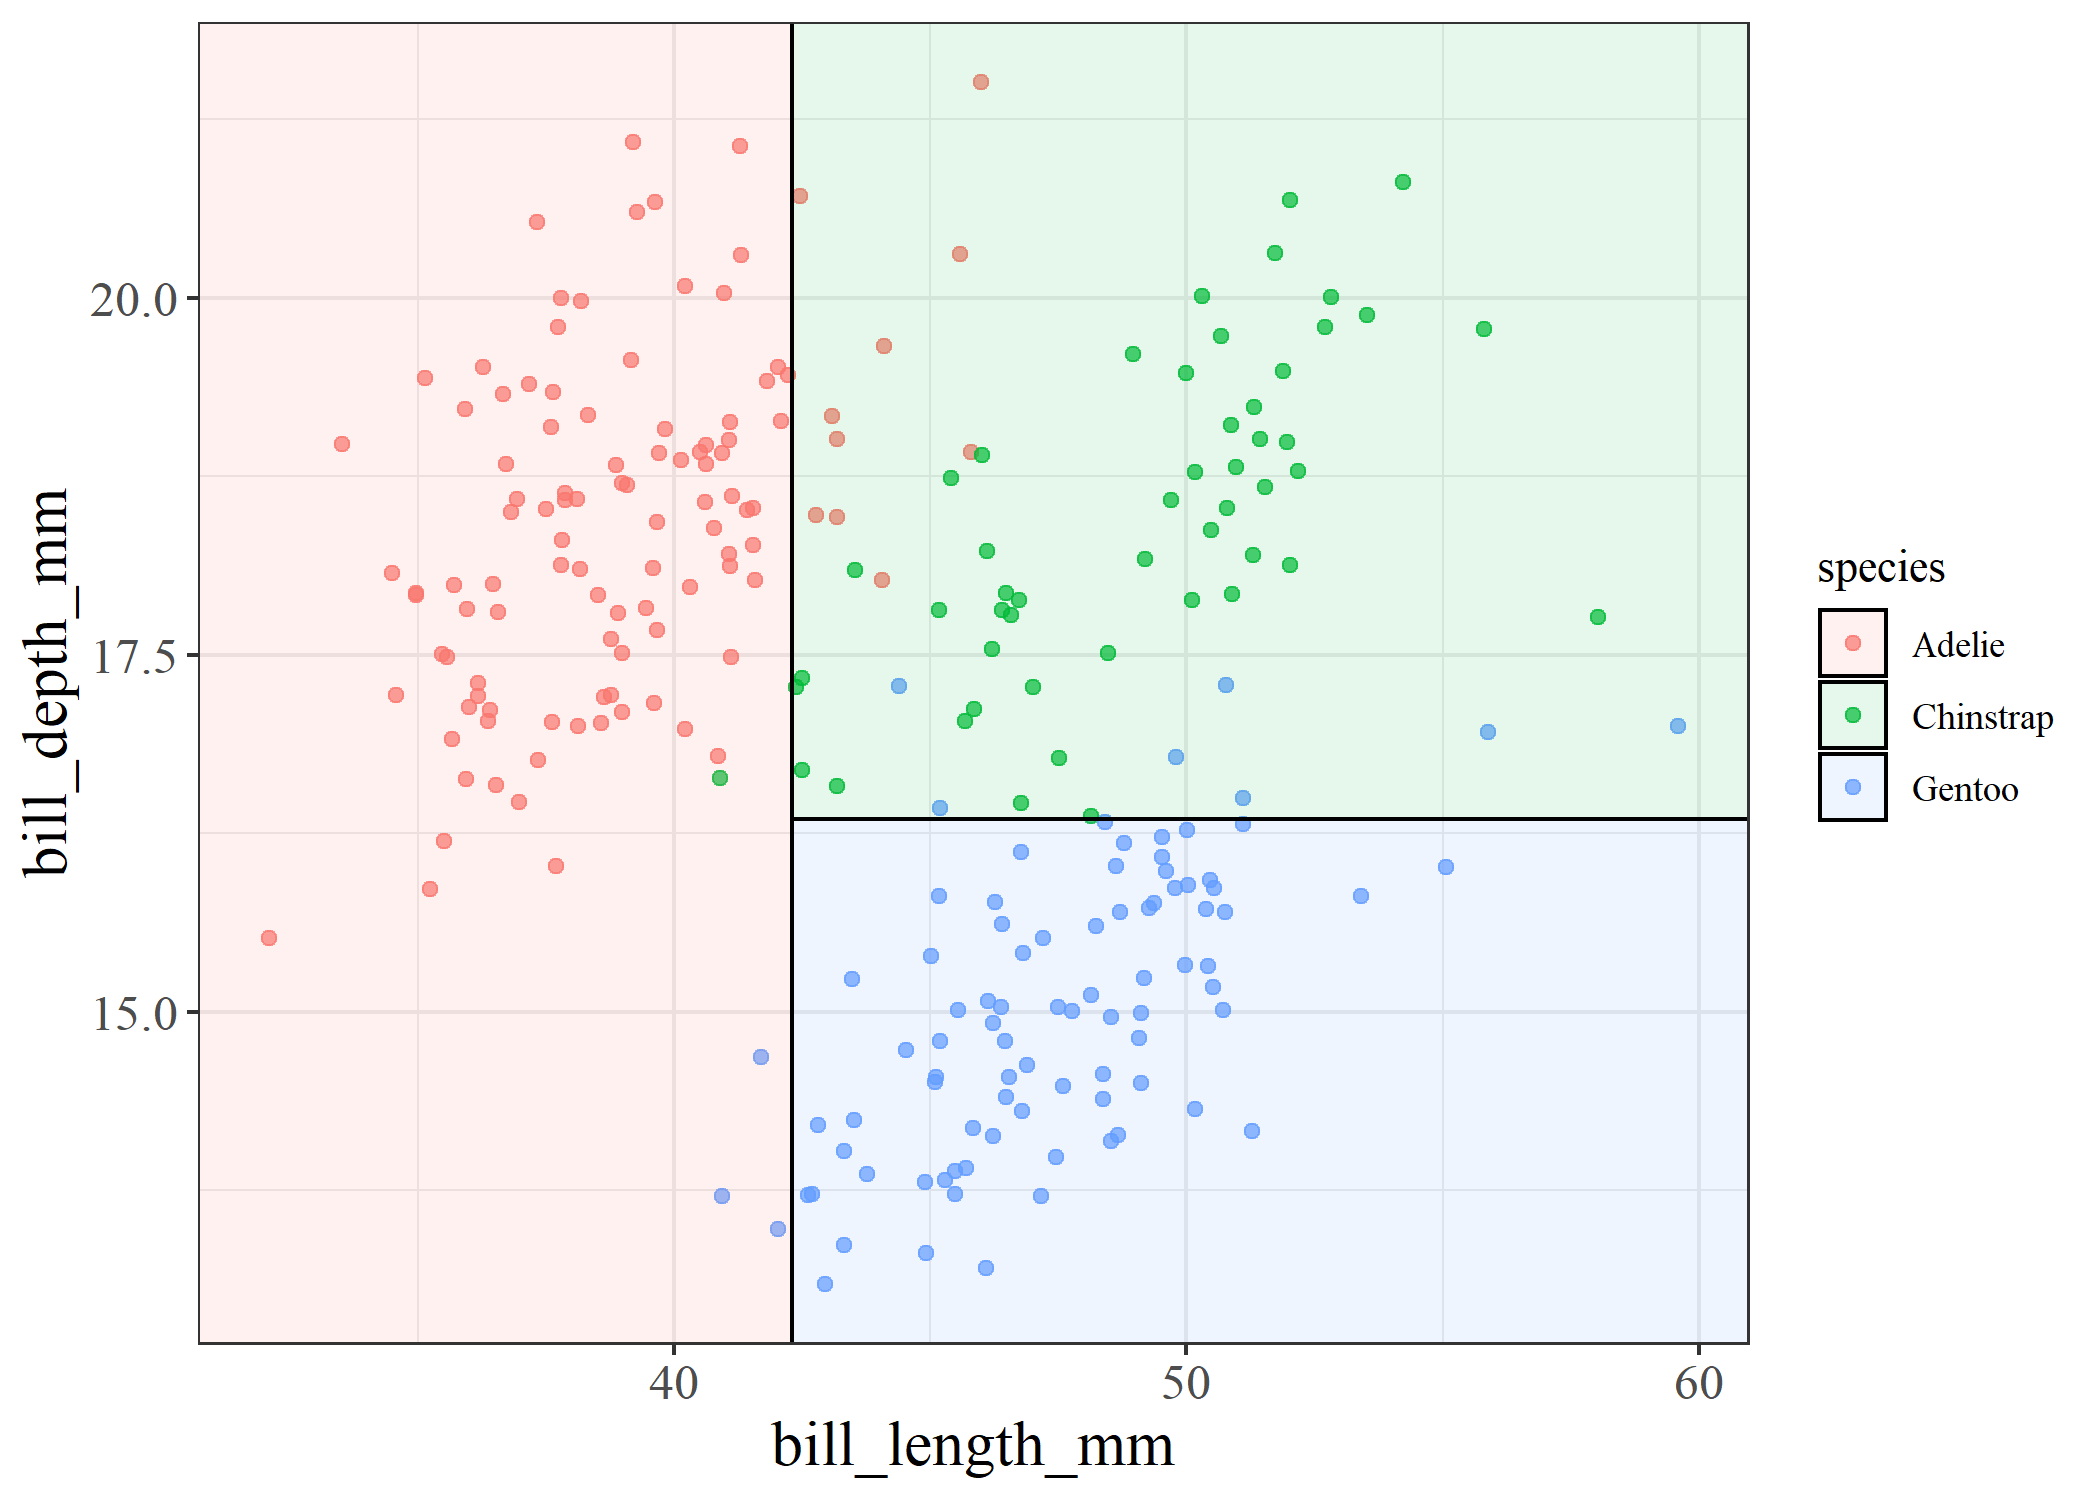 bill_depth_mm
20.0
17.5
15.0
40
50
60
bill_length_mm
species
Adelie
Chinstrap
Gentoo